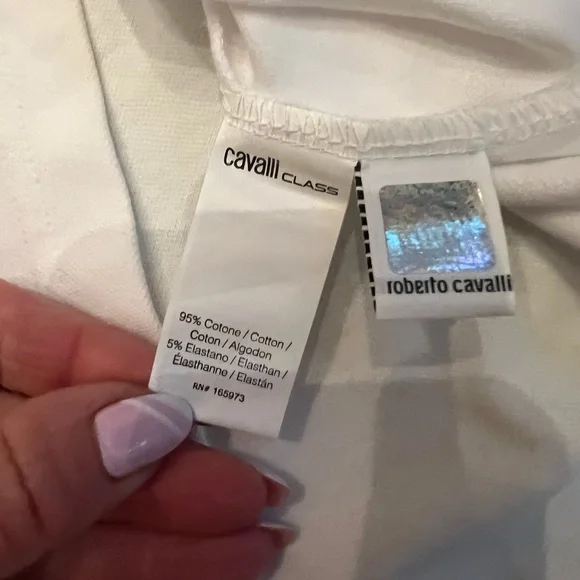 cavalli CLASS
95% Cotone / Cotton /
Coton / Algodon
5% Elastano / Elasthan /
Élasthanne / Elastán
RN# 165973
roberto cavalli